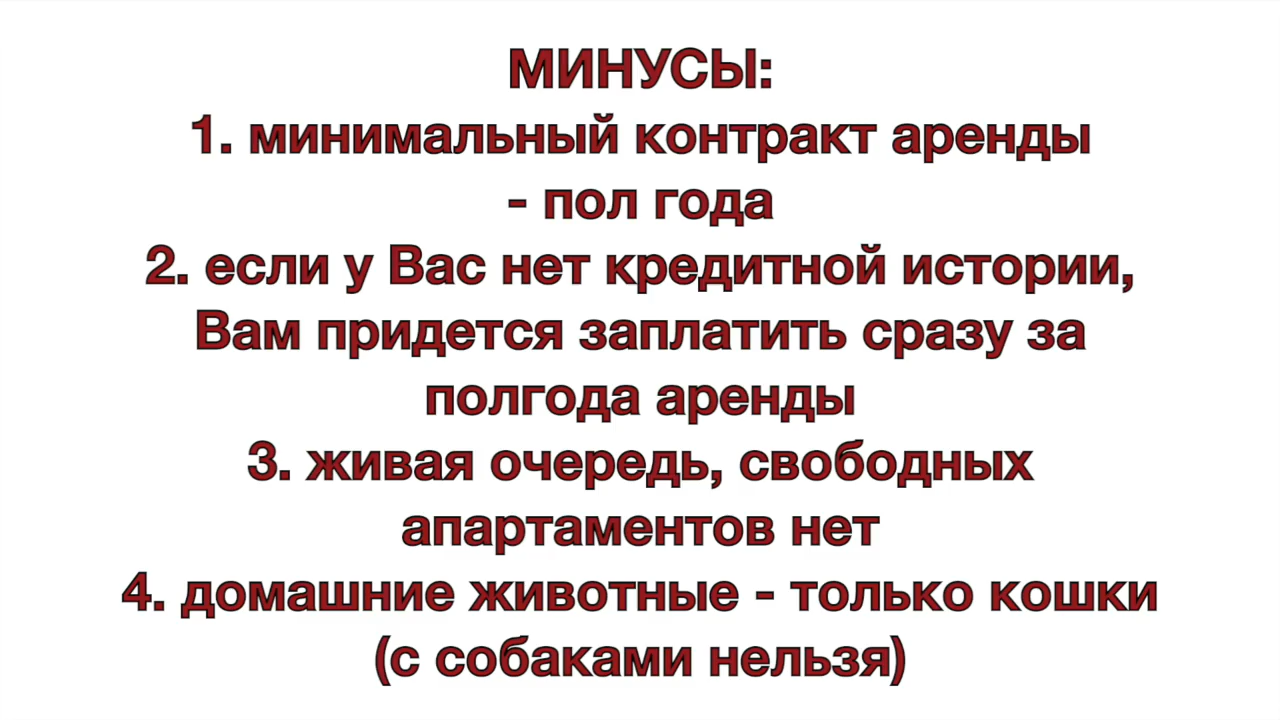 МИНУСЫ:
1. минимальный контракт аренды
- пол года
2. если у Вас нет кредитной истории,
Вам придется заплатить сразу за
полгода аренды
3. живая очередь, свободных
апартаментов нет
4. домашние животные - только кошки
(с собаками нельзя)